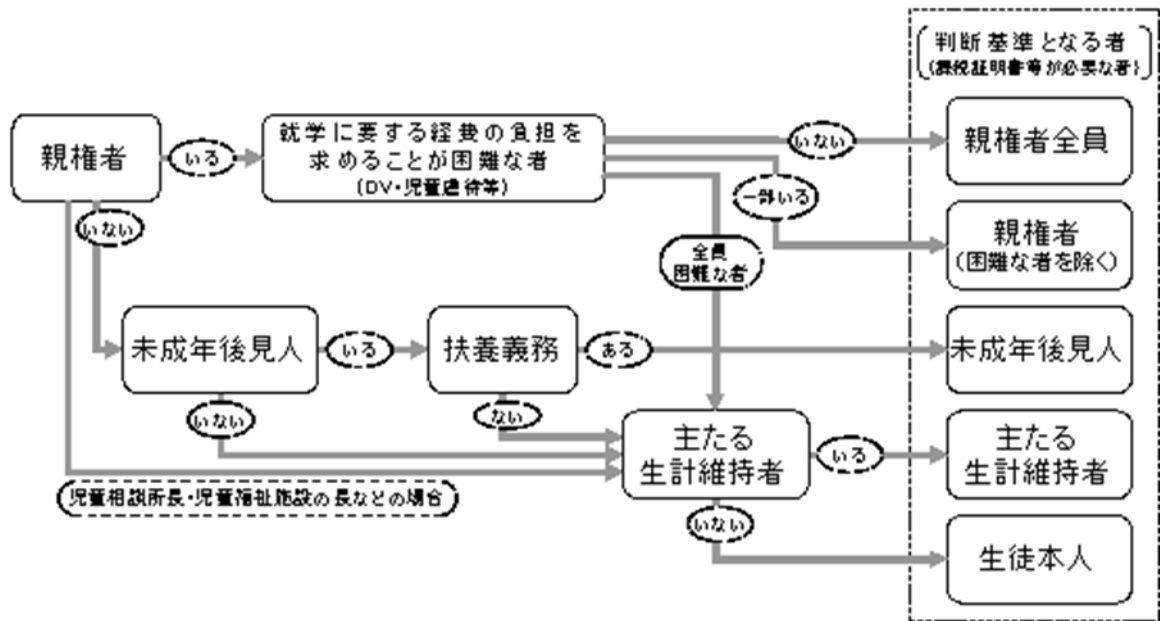 判断基準となる者
(課税証明書等が必要な者)
親権者
いる
就学に要する経費の負担を
求めることが困難な者
(DV・児童虐待等)
いない
親権者全員
一部いる
親権者
(困難な者を除く)
いない
全員
困難な者
未成年後見人
いる
扶養義務
ある
未成年後見人
いない
ない
主たる
生計維持者
いる
主たる
生計維持者
児童相談所長・児童福祉施設の長などの場合
いない
生徒本人